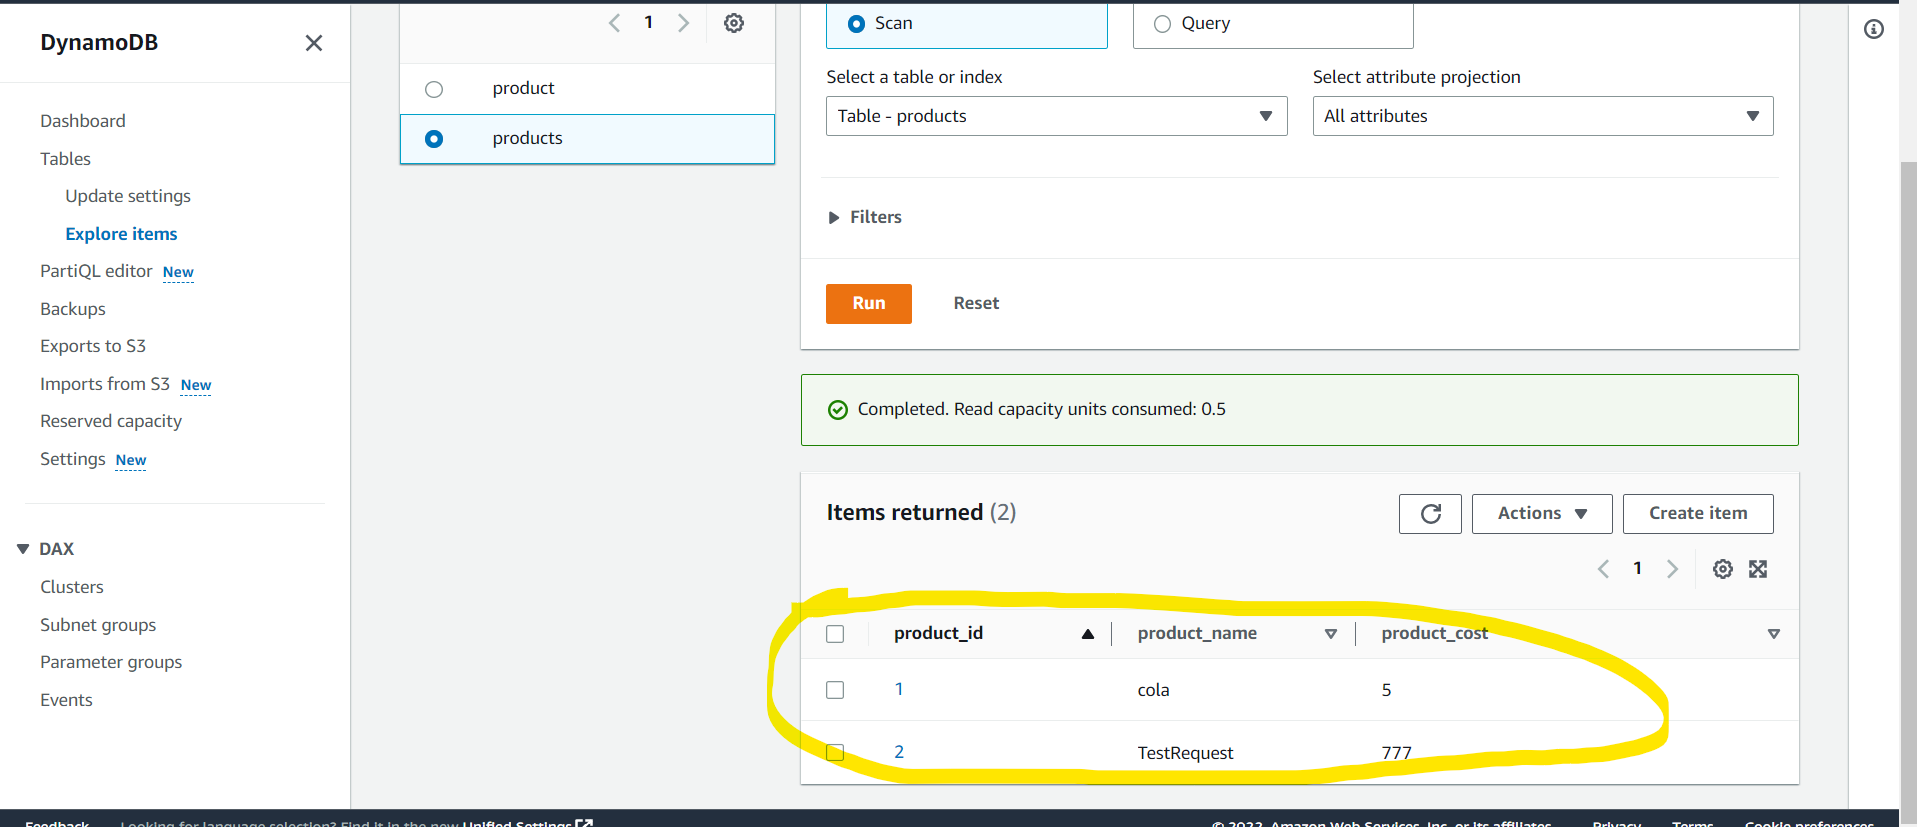 DynamoDB
Dashboard
Tables
Update settings
Explore items
PartiQL editor New
Backups
Exports to S3
Imports from S3 New
Reserved capacity
Settings New
DAX
Clusters
Subnet groups
Parameter groups
Events
1
product
products
Scan
Query
Select a table or index
Select attribute projection
Table - products
All attributes
Filters
Run
Reset
Completed. Read capacity units consumed: 0.5
Items returned (2)
Actions
Create item
1
product_id product_name product_cost
1 cola 5
2 TestRequest 777
Feedback Looking for language selection? Find it in the new Unified Settings © 2022, Amazon Web Services, Inc. or its affiliates. Privacy Terms Cookie preferences